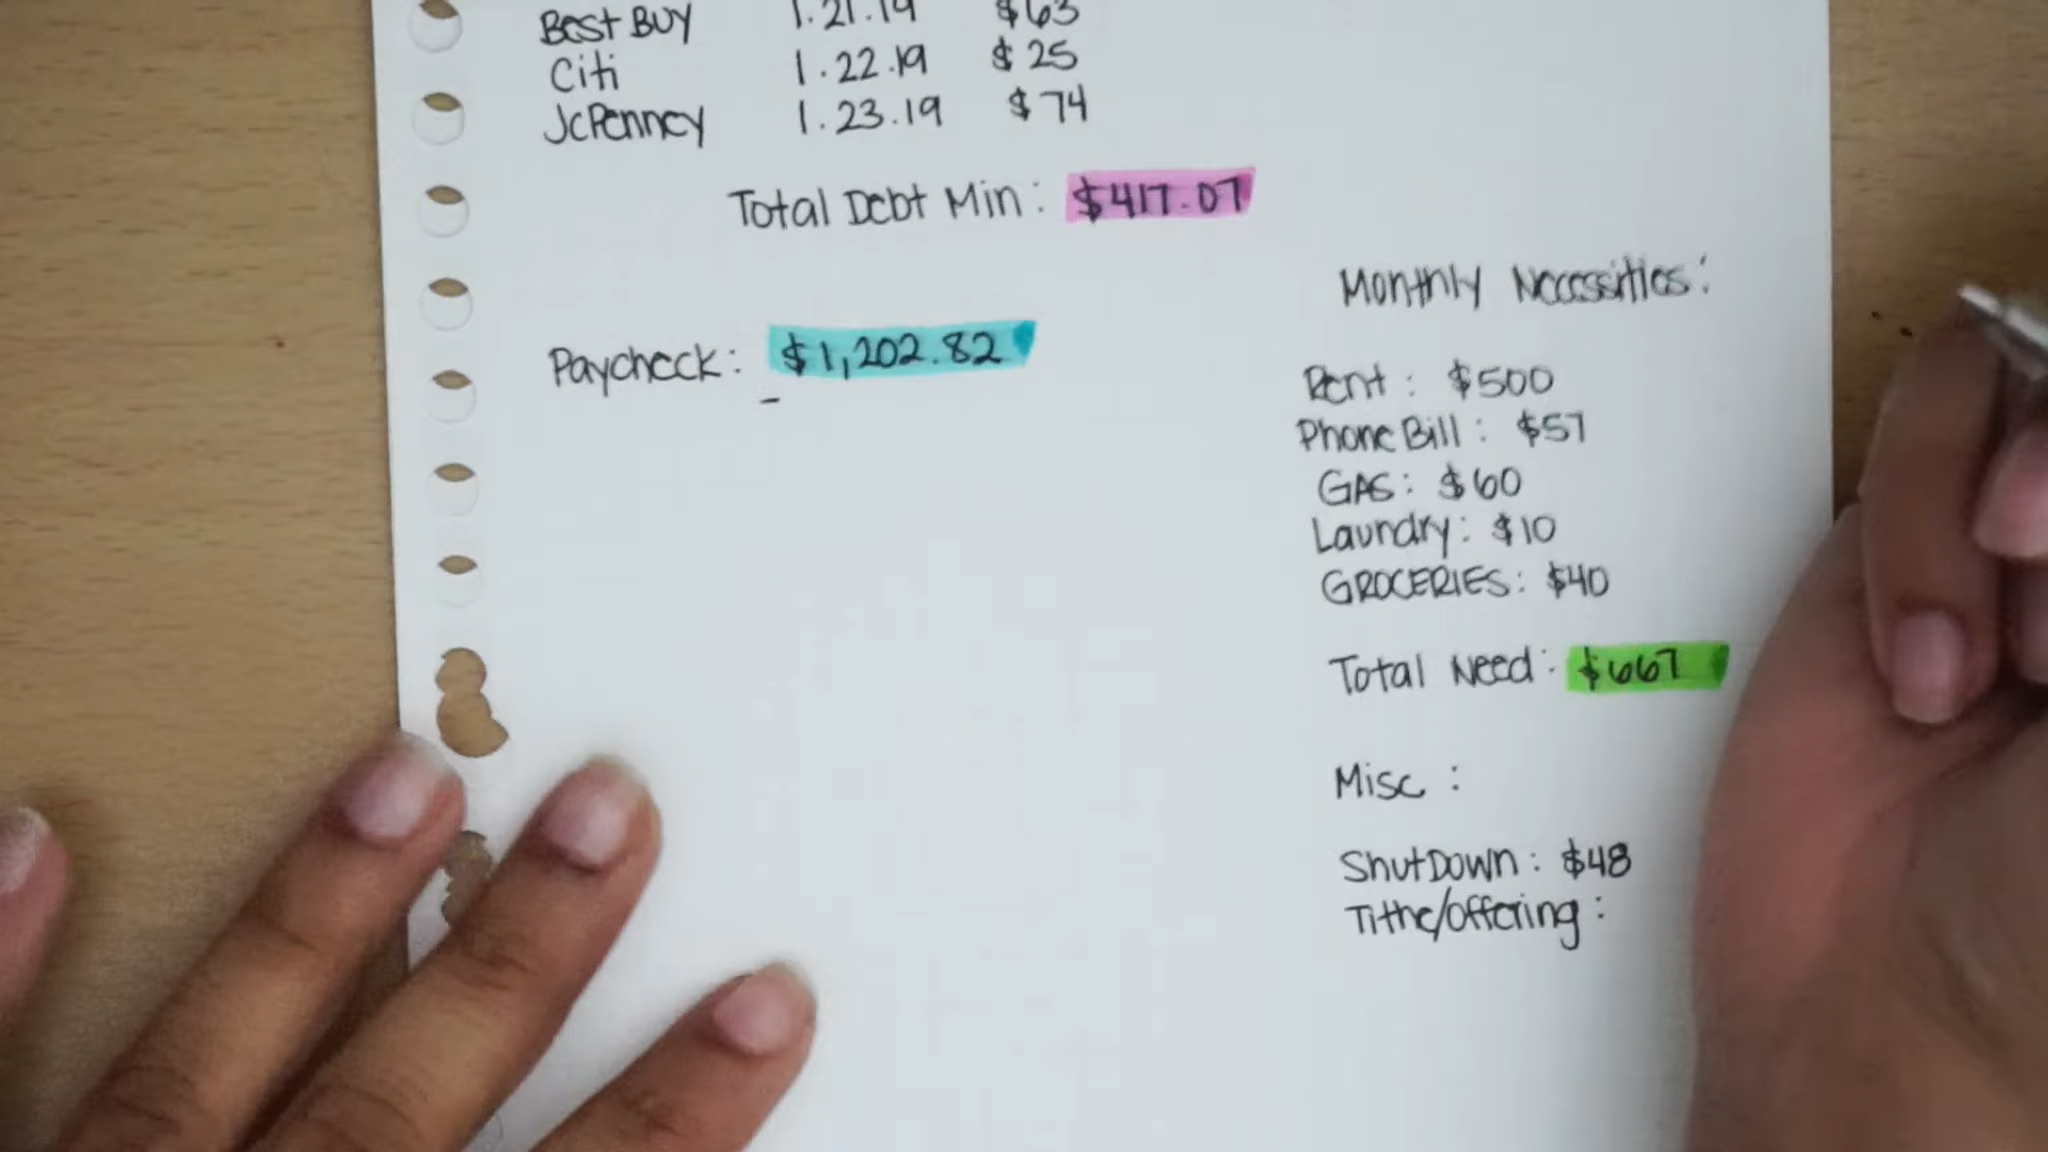 Best Buy 1.21.19 $63
Citi 1.22.19 $25
JcPenney 1.23.19 $74
Total Debt Min: $417.07
Paycheck: $1,202.82
-
Monthly Necessities:
Rent: $500
Phone Bill: $57
GAS: $60
Laundry: $10
GROCERIES: $40
Total Need: $667
Misc:
ShutDown: $48
Tithe/Offering: